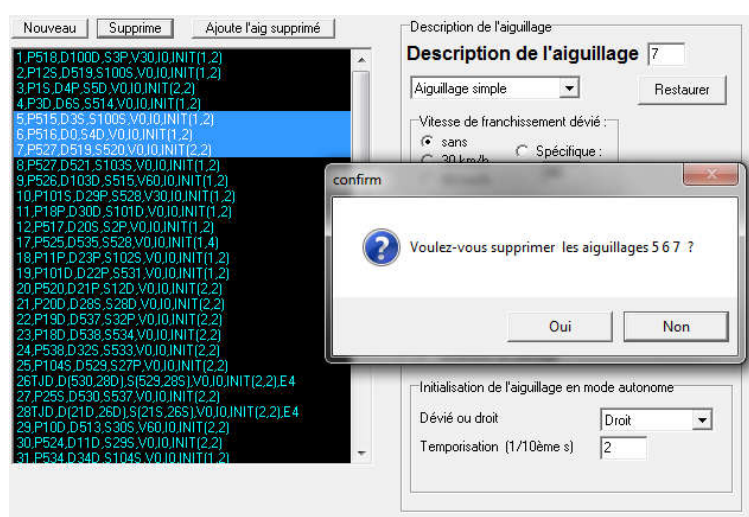 Nouveau Supprime Ajoute l'aig supprimé
1,P518,D100D,S3P,V30,I0,INIT(1,2)
2,P12S,D519,S100S,V0,I0,INIT(1,2)
3,P1S,D4P,S5D,V0,I0,INIT(2,2)
4,P3D,D6S,S514,V0,I0,INIT(1,2)
5,P515,D3S,S100S,V0,I0,INIT(1,2)
6,P516,D0,S4D,V0,I0,INIT(1,2)
7,P527,D519,S520,V0,I0,INIT(2,2)
8,P527,D521,S103S,V0,I0,INIT(1,2)
9,P526,D103D,S515,V60,I0,INIT(1,2)
10,P101S,D29P,S528,V30,I0,INIT(1,2)
11,P18P,D30D,S101D,V0,I0,INIT(1,2)
12,P517,D20S,S2P,V0,I0,INIT(1,2)
17,P525,D535,S528,V0,I0,INIT(1,4)
18,P11P,D23P,S102S,V0,I0,INIT(1,2)
19,P101D,D22P,S531,V0,I0,INIT(1,2)
20,P520,D21P,S12D,V0,I0,INIT(2,2)
21,P20D,D28S,S28D,V0,I0,INIT(2,2)
22,P19D,D537,S32P,V0,I0,INIT(2,2)
23,P18D,D538,S534,V0,I0,INIT(2,2)
24,P538,D32S,S533,V0,I0,INIT(2,2)
25,P104S,D529,S27P,V0,I0,INIT(2,2)
26TJD,D(530,28D),S(529,28S),V0,I0,INIT(2,2),E4
27,P25S,D530,S537,V0,I0,INIT(2,2)
28TJD,D(21D,26D),S(21S,26S),V0,I0,INIT(2,2),E4
29,P10D,D513,S30S,V60,I0,INIT(2,2)
30,P524,D11D,S29S,V0,I0,INIT(2,2)
31,P534,D34D,S104S,V0,I0,INIT(1,2)
Description de l'aiguillage
Description de l'aiguillage 7
Aiguillage simple Restaurer
Vitesse de franchissement dévié :
sans
30 km/h Spécifique :
confirm
Voulez-vous supprimer les aiguillages 5 6 7 ?
Oui Non
Initialisation de l'aiguillage en mode autonome
Dévié ou droit Droit
Temporisation (1/10ème s) 2